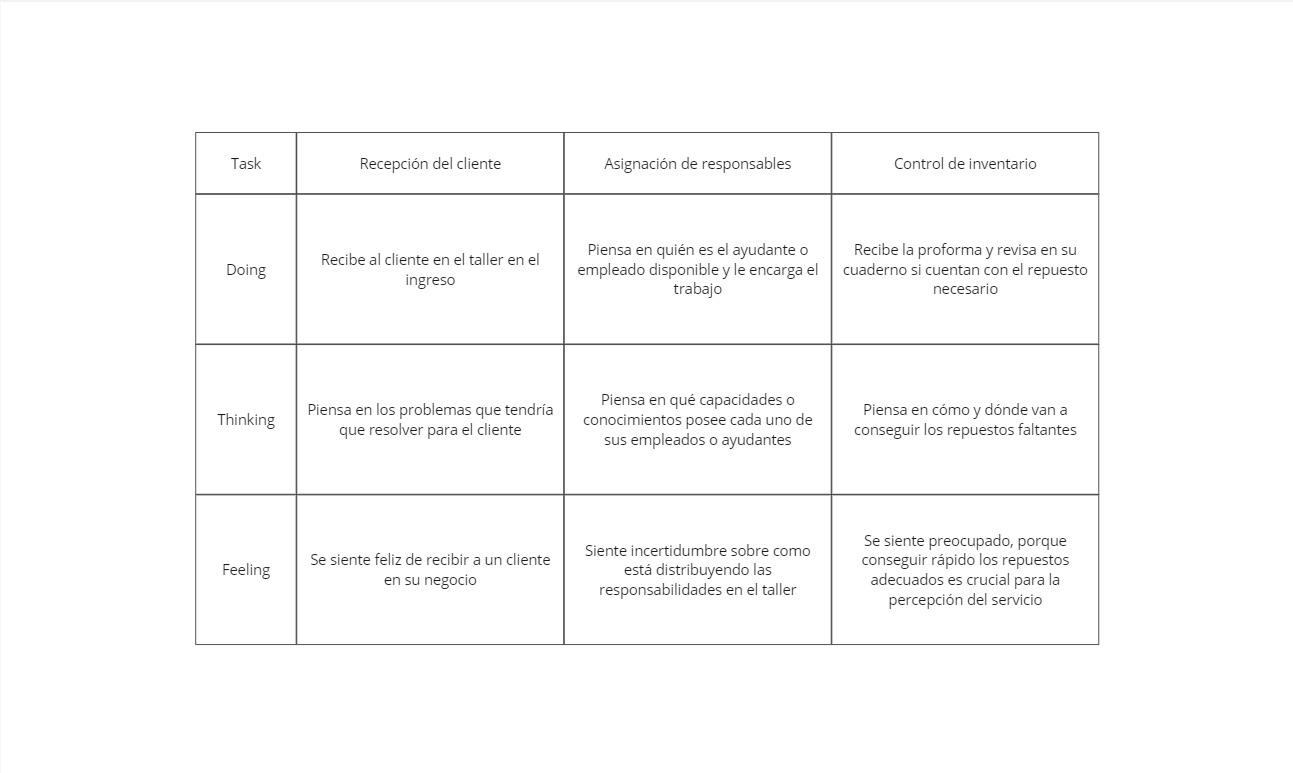 Task
Recepción del cliente
Asignación de responsables
Control de inventario
Doing
Recibe al cliente en el taller en el
ingreso
Piensa en quién es el ayudante o
empleado disponible y le encarga el
trabajo
Recibe la proforma y revisa en su
cuaderno si cuentan con el repuesto
necesario
Thinking
Piensa en los problemas que tendría
que resolver para el cliente
Piensa en qué capacidades o
conocimientos posee cada uno de
sus empleados o ayudantes
Piensa en cómo y dónde van a
conseguir los repuestos faltantes
Feeling
Se siente feliz de recibir a un cliente
en su negocio
Siente incertidumbre sobre como
está distribuyendo las
responsabilidades en el taller
Se siente preocupado, porque
conseguir rápido los repuestos
adecuados es crucial para la
percepción del servicio